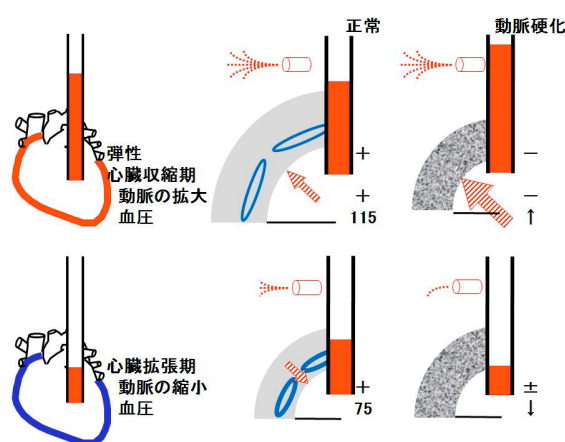 正常
動脈硬化
弾性
心臓収縮期
動脈の拡大
血圧
+
+
115
−
−
↑
心臓拡張期
動脈の縮小
血圧
+
75
±
↓